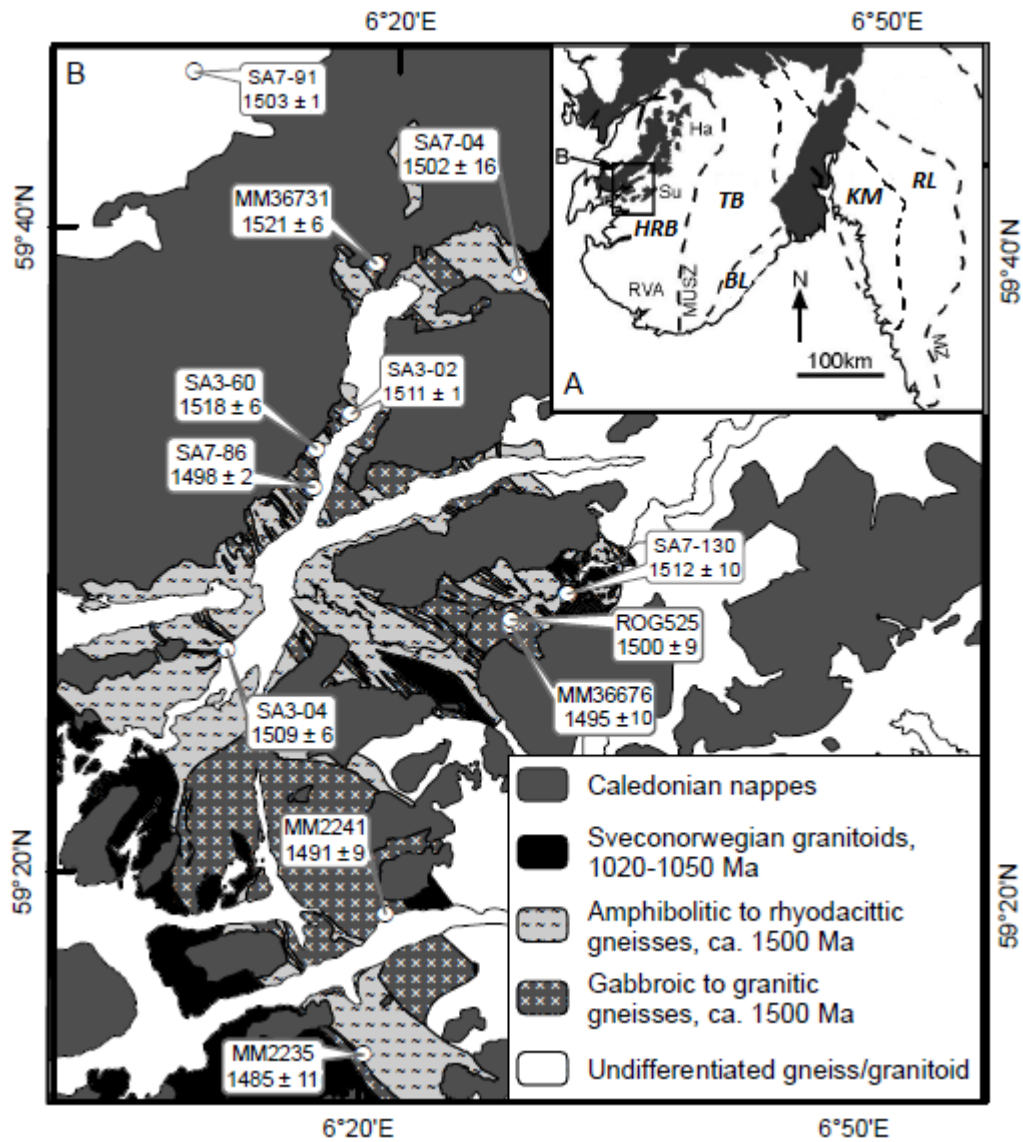 6°20'E
6°50'E
B
SA7-91
1503 ± 1
SA7-04
1502 ± 16
MM36731
1521 ± 6
59°40'N
59°40'N
Ha
B
Su
TB
KM
RL
HRB
MUSZ
RVA
BL
N
MZ
100km
A
SA3-02
1511 ± 1
SA3-60
1518 ± 6
SA7-86
1498 ± 2
SA7-130
1512 ± 10
ROG525
1500 ± 9
MM36676
1495 ±10
SA3-04
1509 ± 6
MM2241
1491 ± 9
59°20'N
59°20'N
MM2235
1485 ± 11
Caledonian nappes
Sveconorwegian granitoids,
1020-1050 Ma
Amphibolitic to rhyodacittic
gneisses, ca. 1500 Ma
Gabbroic to granitic
gneisses, ca. 1500 Ma
Undifferentiated gneiss/granitoid
6°20'E
6°50'E